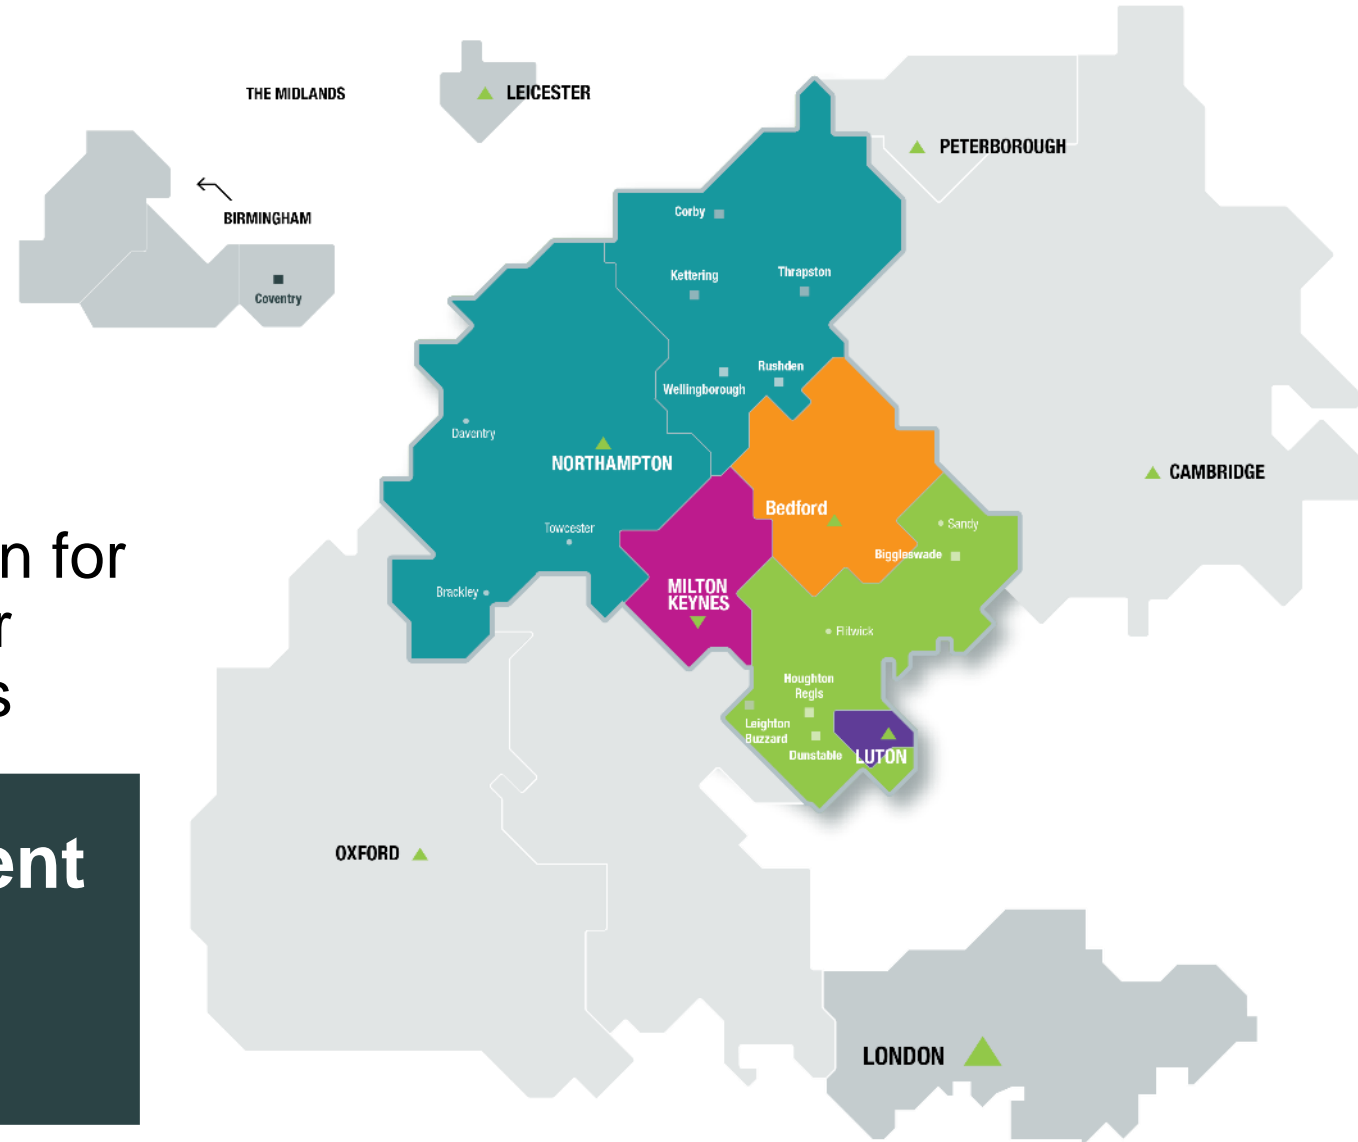 THE MIDLANDS
LEICESTER
PETERBOROUGH
BIRMINGHAM
Coventry
Corby
Kettering
Thrapston
Rushden
Wellingborough
Daventry
NORTHAMPTON
CAMBRIDGE
Bedford
Sandy
Towcester
Biggleswade
MILTON
KEYNES
Brackley
Flitwick
Houghton
Regis
Leighton
Buzzard
Dunstable
LUTON
OXFORD
LONDON
n for
r
s
ent